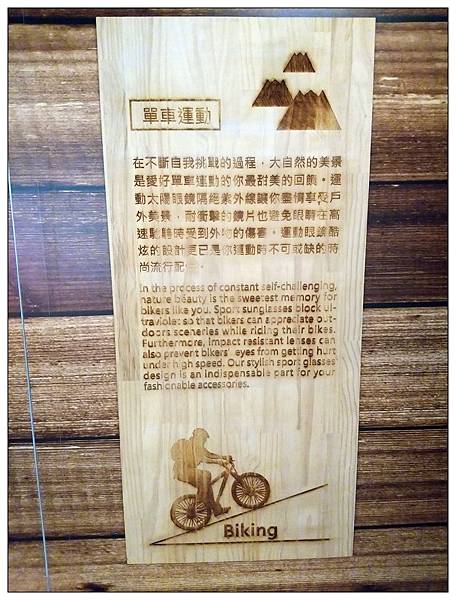 單車運動
在不斷自我挑戰的過程，大自然的美景
是愛好單車運動的你最甜美的回饋。運
動太陽眼鏡隔絕紫外線讓你盡情享受戶
外美景，耐衝擊的鏡片也避免眼睛在高
速騎騁時受到外物的傷害。運動眼鏡酷
炫的設計更已是你運動時不可或缺的時
尚流行配件。
In the process of constant self-challenging,
nature beauty is the sweetest memory for
bikers like you. Sport sunglasses block ul-
traviolet so that bikers can appreciate out-
doors sceneries while riding their bikes.
Furthermore, impact resistant lenses can
also prevent bikers' eyes from getting hurt
under high speed. Our stylish sport glasses
design is an indispensable part for your
fashionable accessories.
Biking